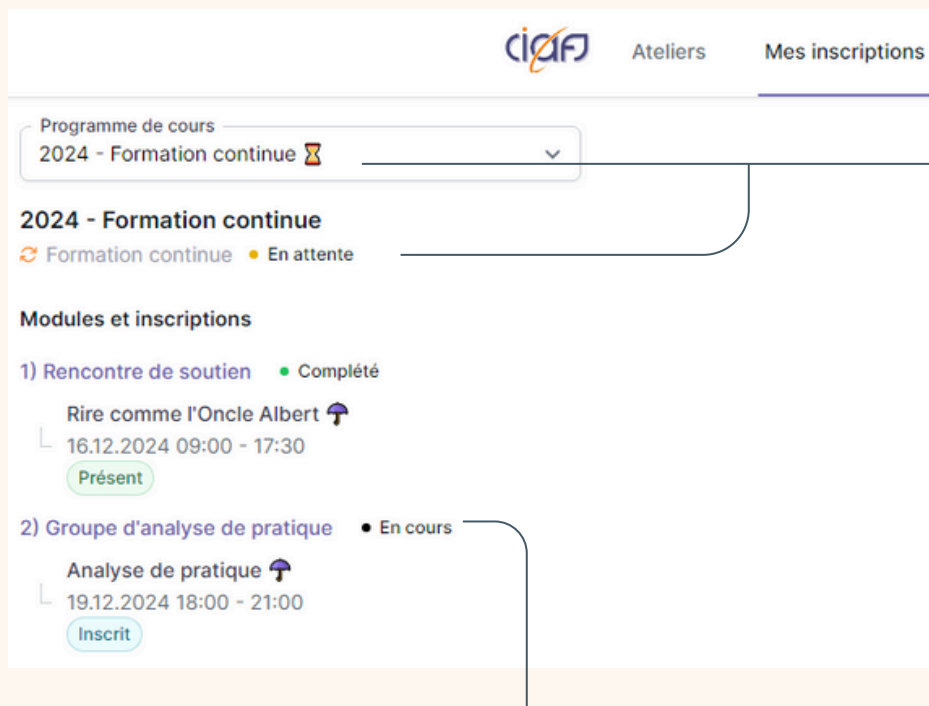 ciao
Ateliers
Mes inscriptions
Programme de cours
2024 - Formation continue ⌛
2024 - Formation continue
Formation continue • En attente
Modules et inscriptions
1) Rencontre de soutien • Complété
Rire comme l'Oncle Albert 🌂
16.12.2024 09:00 - 17:30
Présent
2) Groupe d'analyse de pratique • En cours
Analyse de pratique 🌂
19.12.2024 18:00 - 21:00
Inscrit